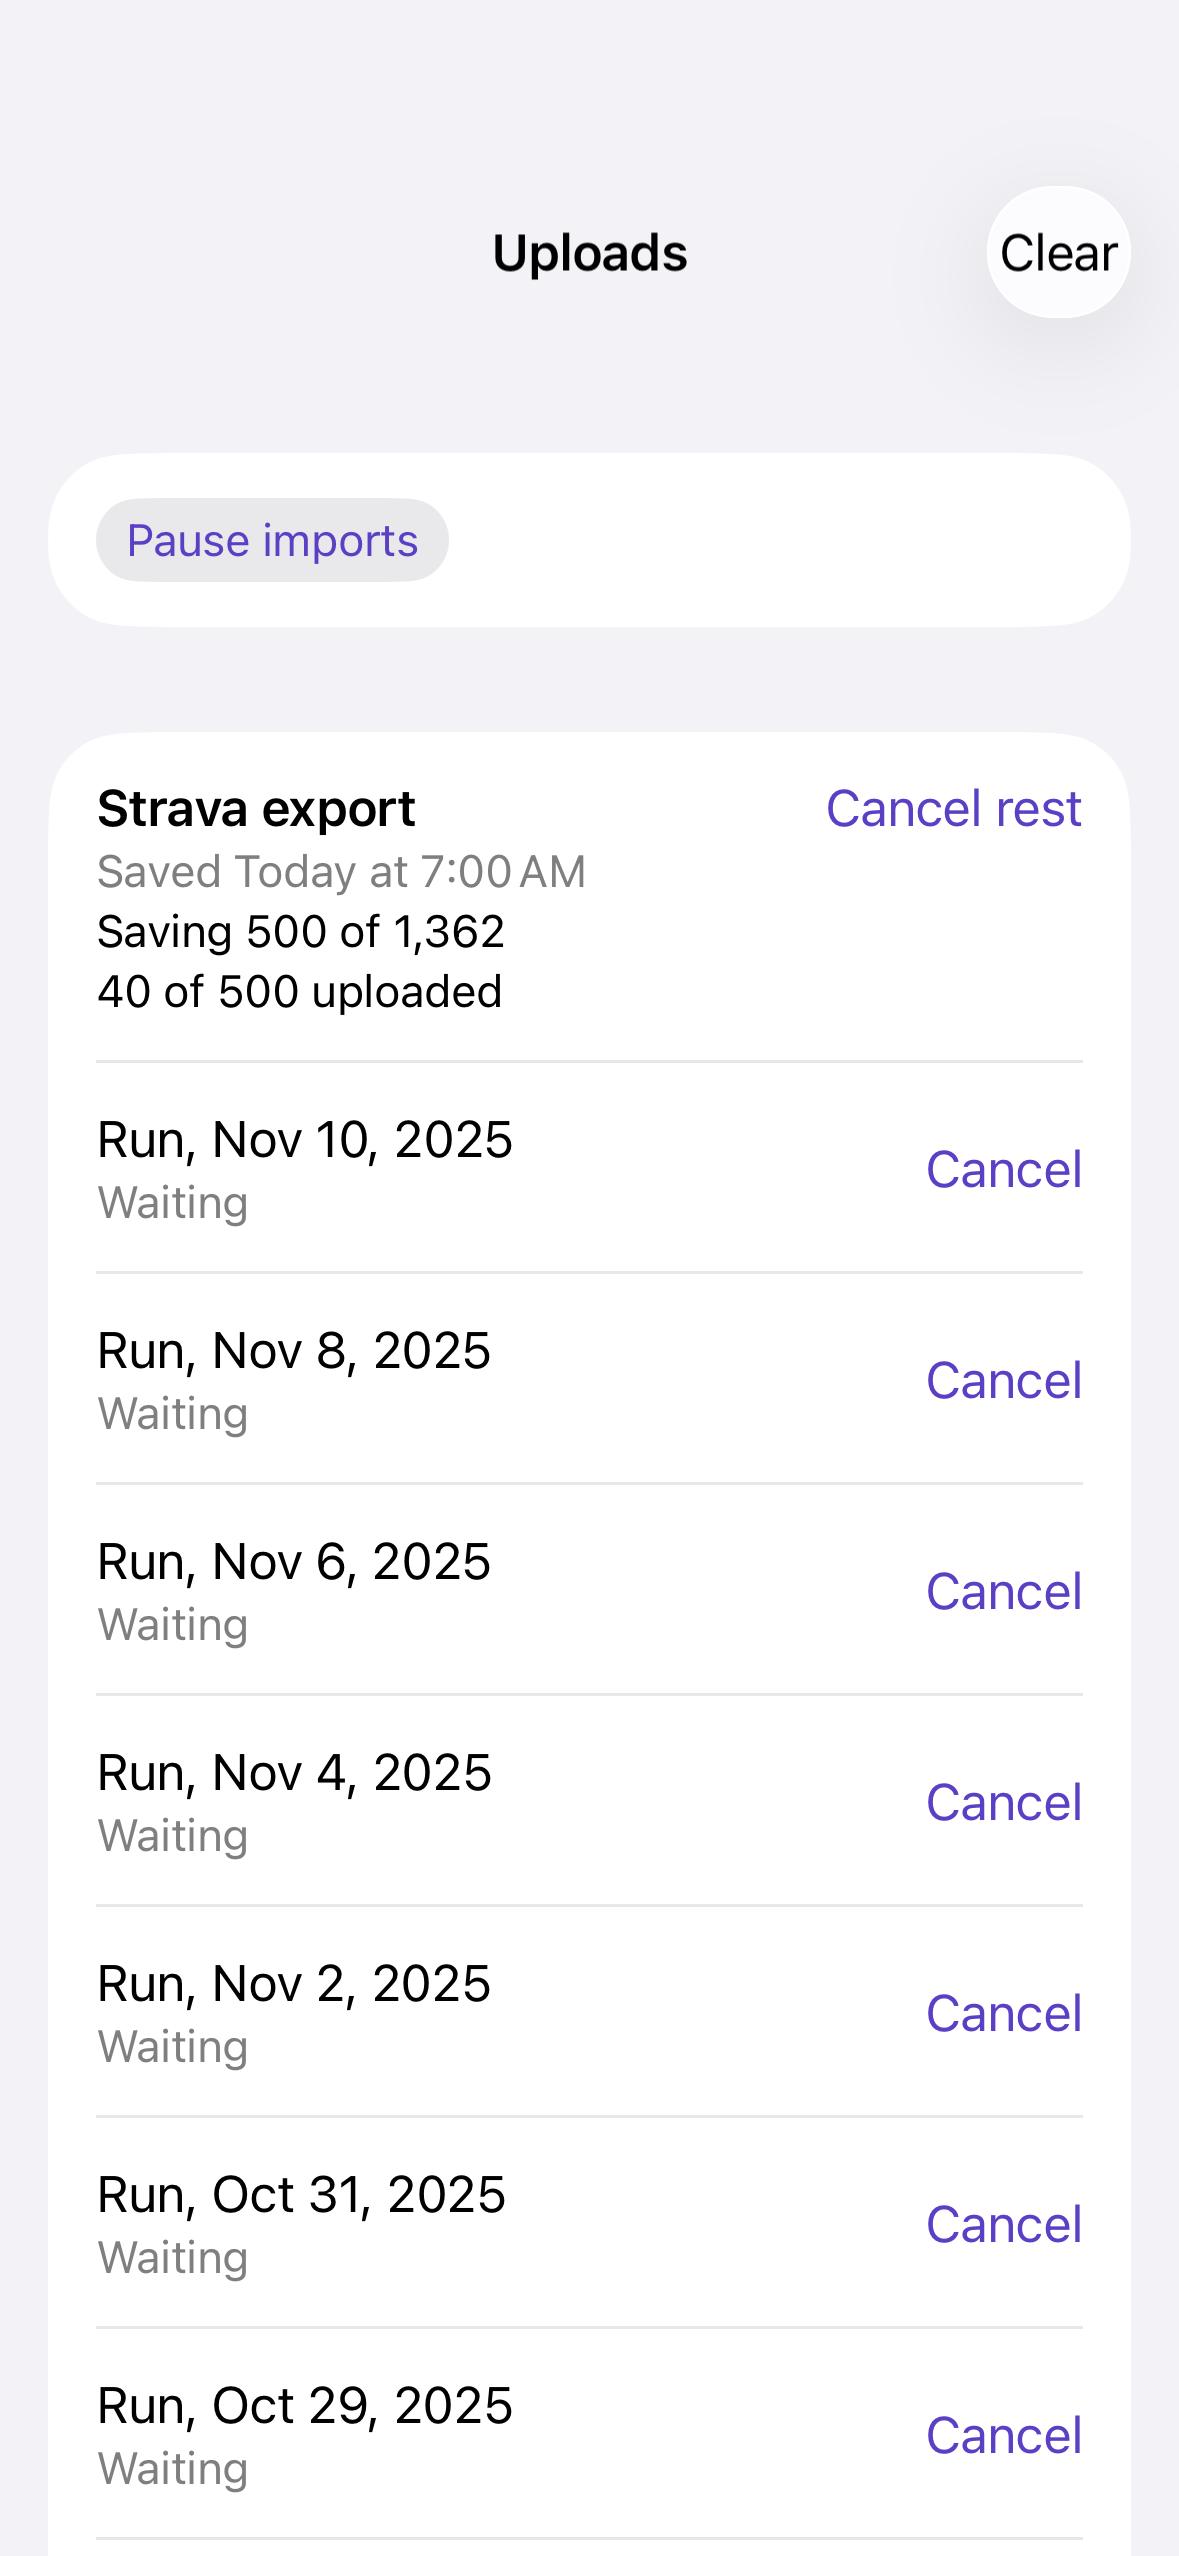 Uploads
Clear
Pause imports
Strava export
Cancel rest
Saved Today at 7:00 AM
Saving 500 of 1,362
40 of 500 uploaded
Run, Nov 10, 2025
Waiting
Cancel
Run, Nov 8, 2025
Waiting
Cancel
Run, Nov 6, 2025
Waiting
Cancel
Run, Nov 4, 2025
Waiting
Cancel
Run, Nov 2, 2025
Waiting
Cancel
Run, Oct 31, 2025
Waiting
Cancel
Run, Oct 29, 2025
Waiting
Cancel